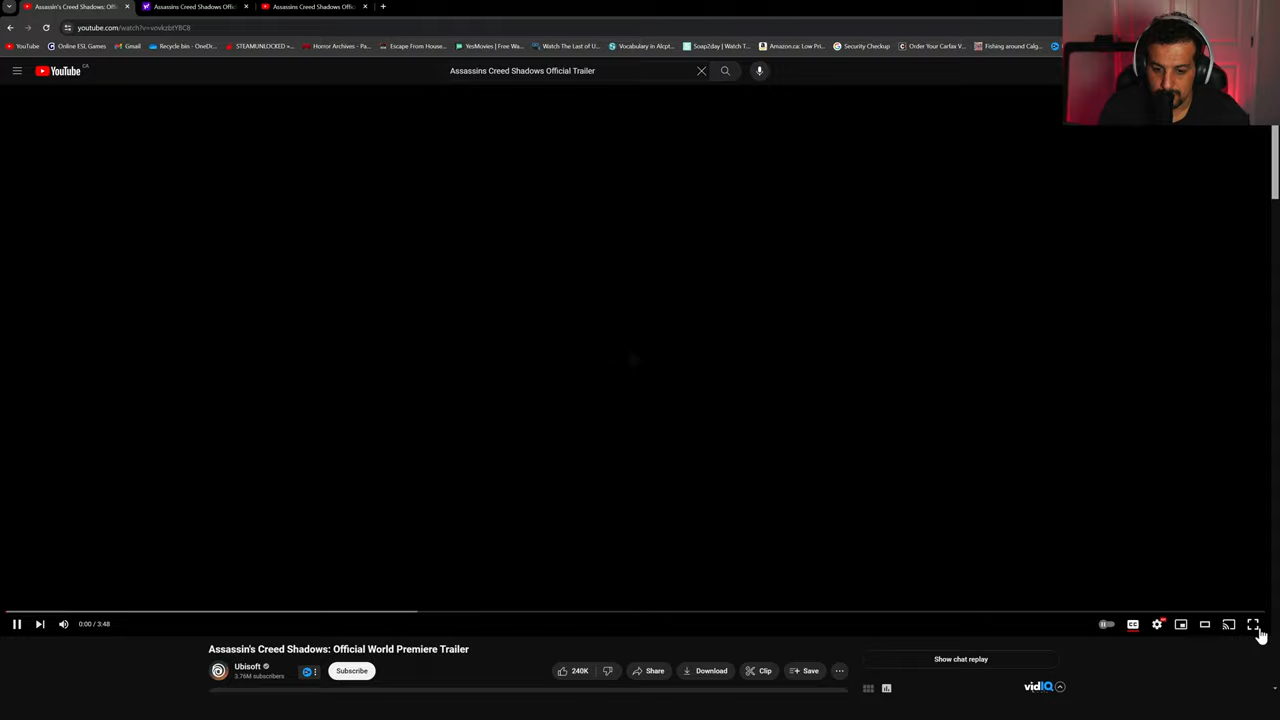 Assassin's Creed Shadows: Offi
Assassins Creed Shadows Offici
Assassins Creed Shadows Offici
youtube.com/watch?v=vovkzbtYBC8
YouTube
Online ESL Games
Gmail
Recycle bin - OneDr...
STEAMUNLOCKED »...
Horror Archives - Pa...
Escape From House...
YesMovies | Free Wa...
Watch The Last of U...
Vocabulary in Alcpt...
Soap2day | Watch T...
Amazon.ca: Low Pri...
Security Checkup
Order Your Carfax V...
Fishing around Calg...
YouTube CA
Assassins Creed Shadows Official Trailer
0:00 / 3:48
Assassin's Creed Shadows: Official World Premiere Trailer
Ubisoft
3.76M subscribers
Subscribe
240K
Share
Download
Clip
Save
Show chat replay
vidIQ